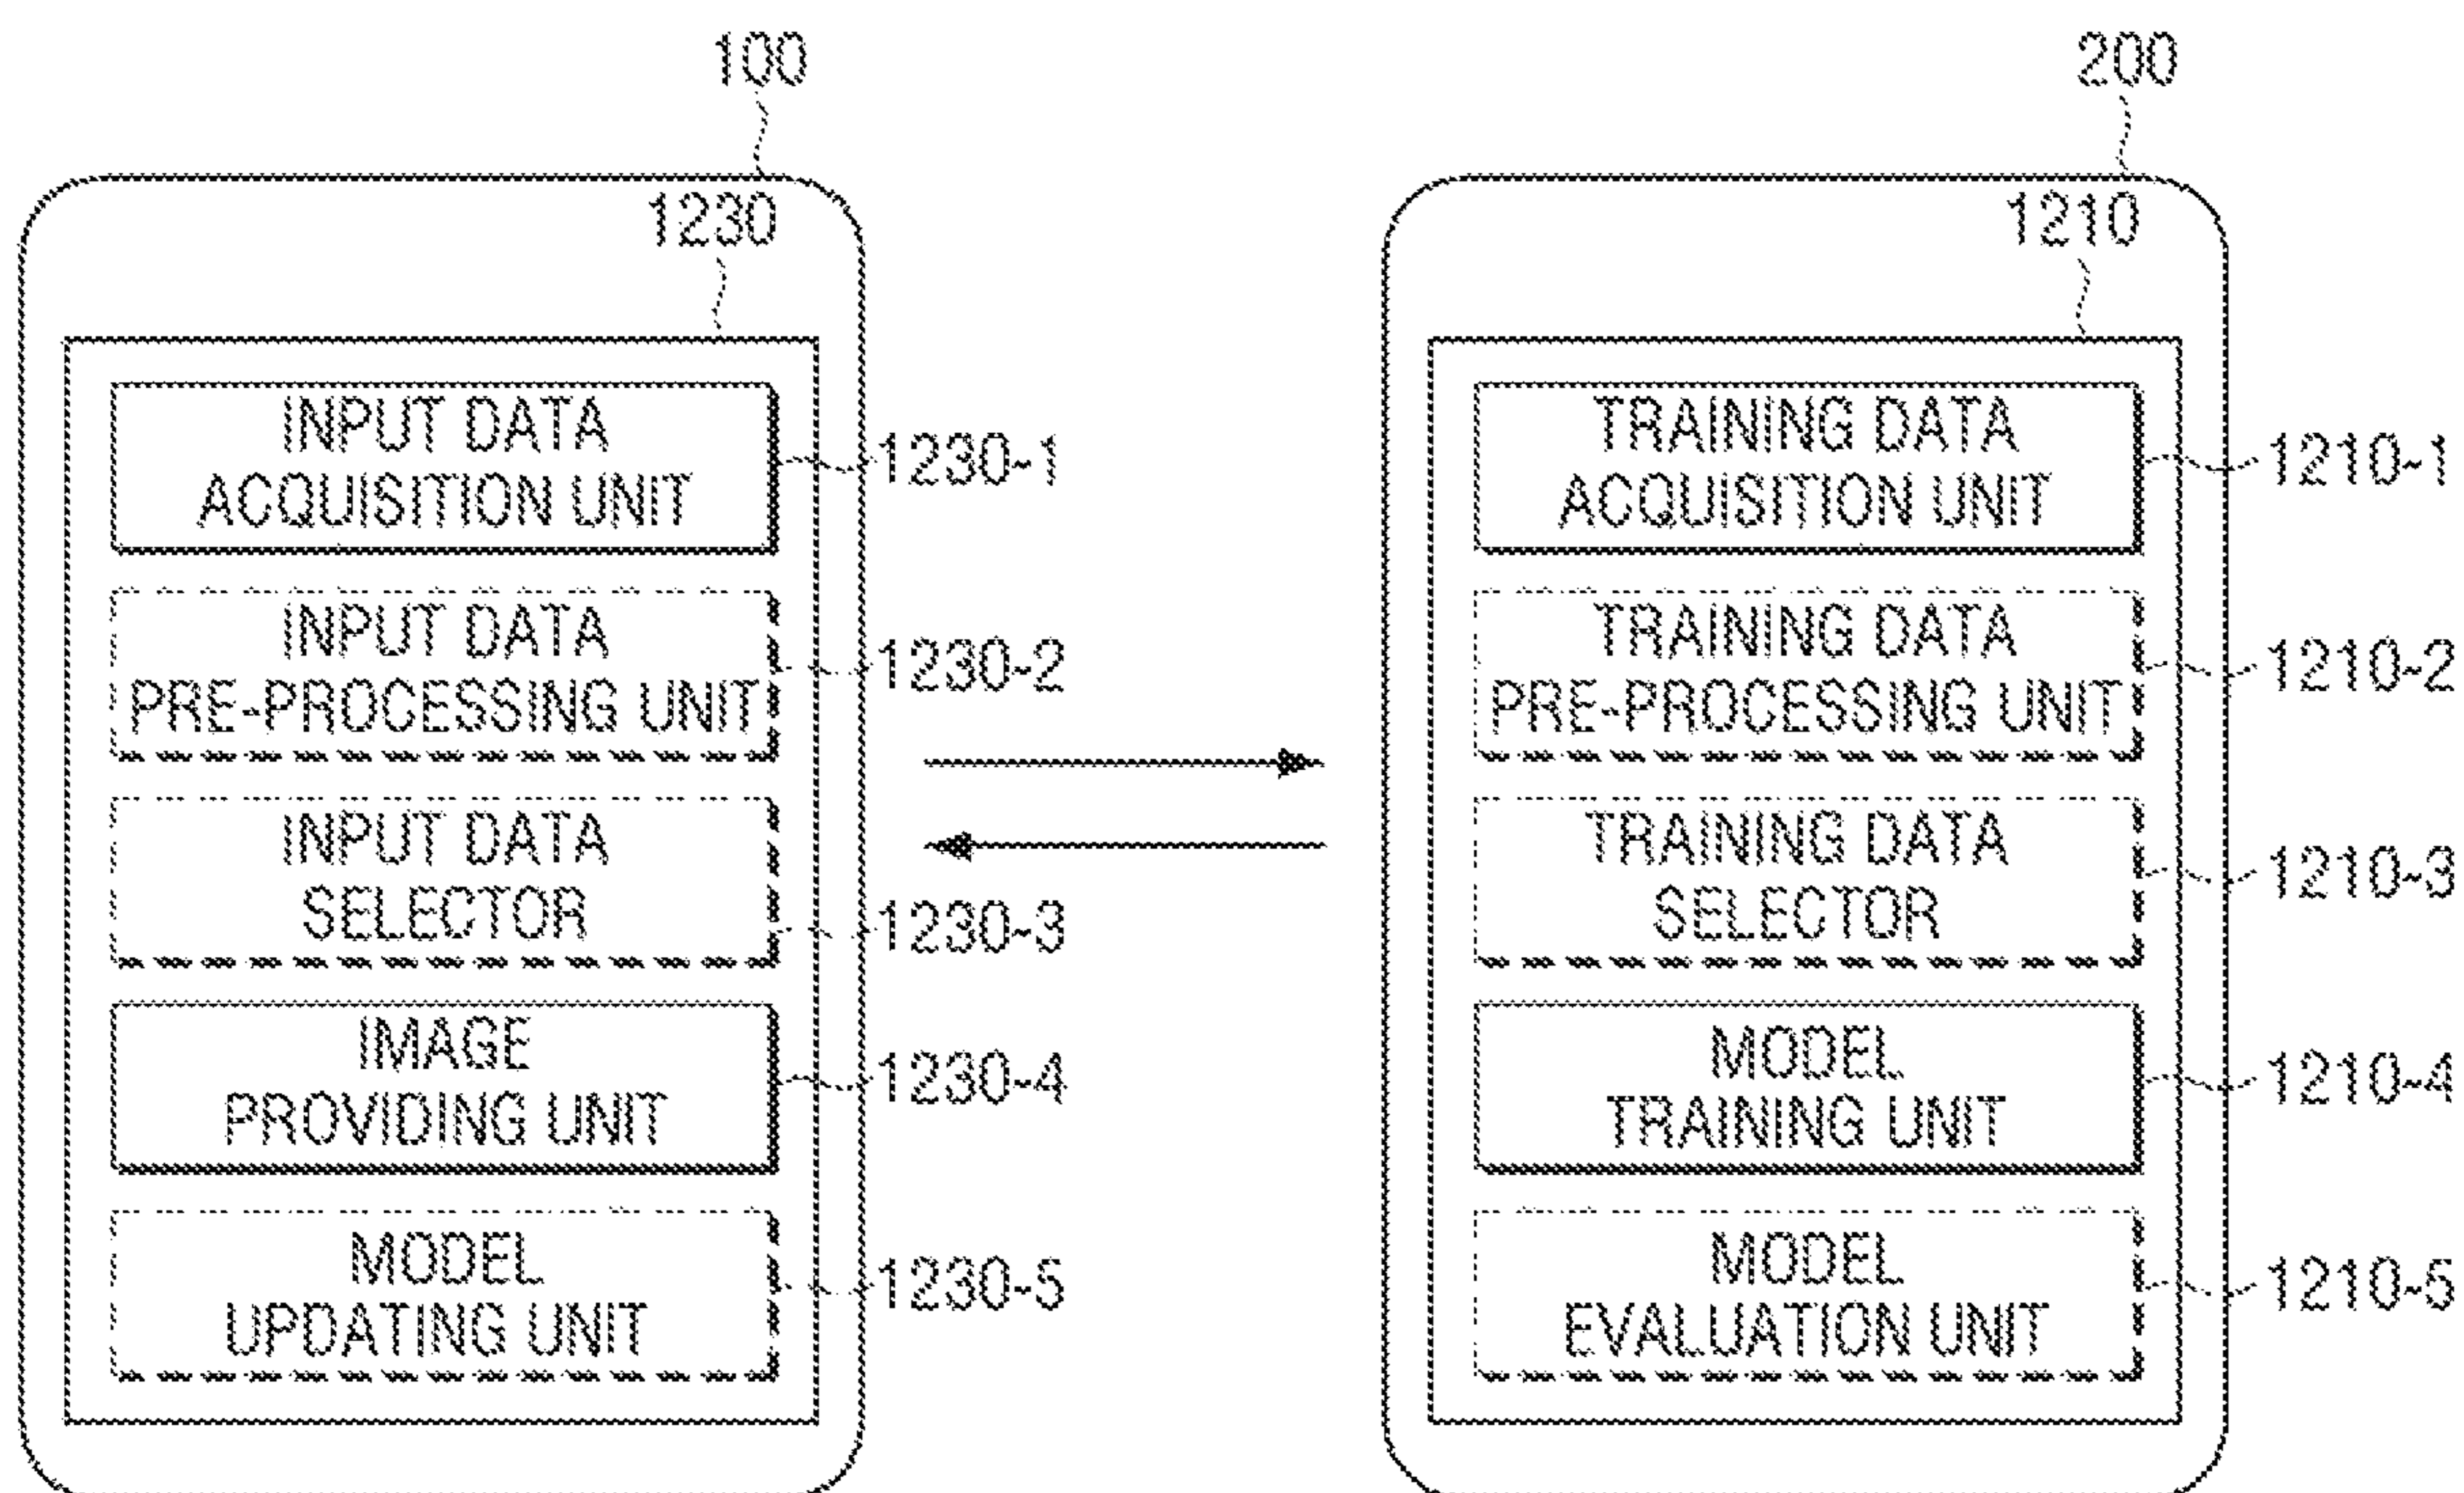 100
1230
INPUT DATA
ACQUISITION UNIT
1230-1
INPUT DATA
PRE-PROCESSING UNIT
1230-2
INPUT DATA
SELECTOR
1230-3
IMAGE
PROVIDING UNIT
1230-4
MODEL
UPDATING UNIT
1230-5
200
1210
TRAINING DATA
ACQUISITION UNIT
1210-1
TRAINING DATA
PRE-PROCESSING UNIT
1210-2
TRAINING DATA
SELECTOR
1210-3
MODEL
TRAINING UNIT
1210-4
MODEL
EVALUATION UNIT
1210-5